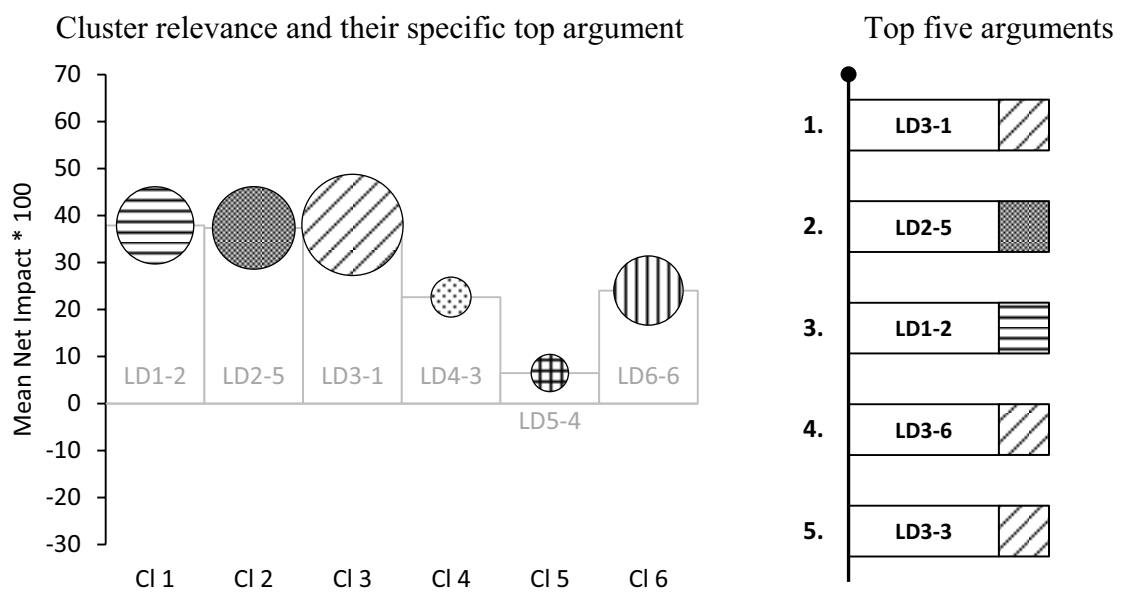 Cluster relevance and their specific top argument
Top five arguments
Mean Net Impact * 100
70
60
50
40
30
20
10
0
-10
-20
-30
LD1-2
LD2-5
LD3-1
LD4-3
LD5-4
LD6-6
Cl 1
Cl 2
Cl 3
Cl 4
Cl 5
Cl 6
1. LD3-1
2. LD2-5
3. LD1-2
4. LD3-6
5. LD3-3